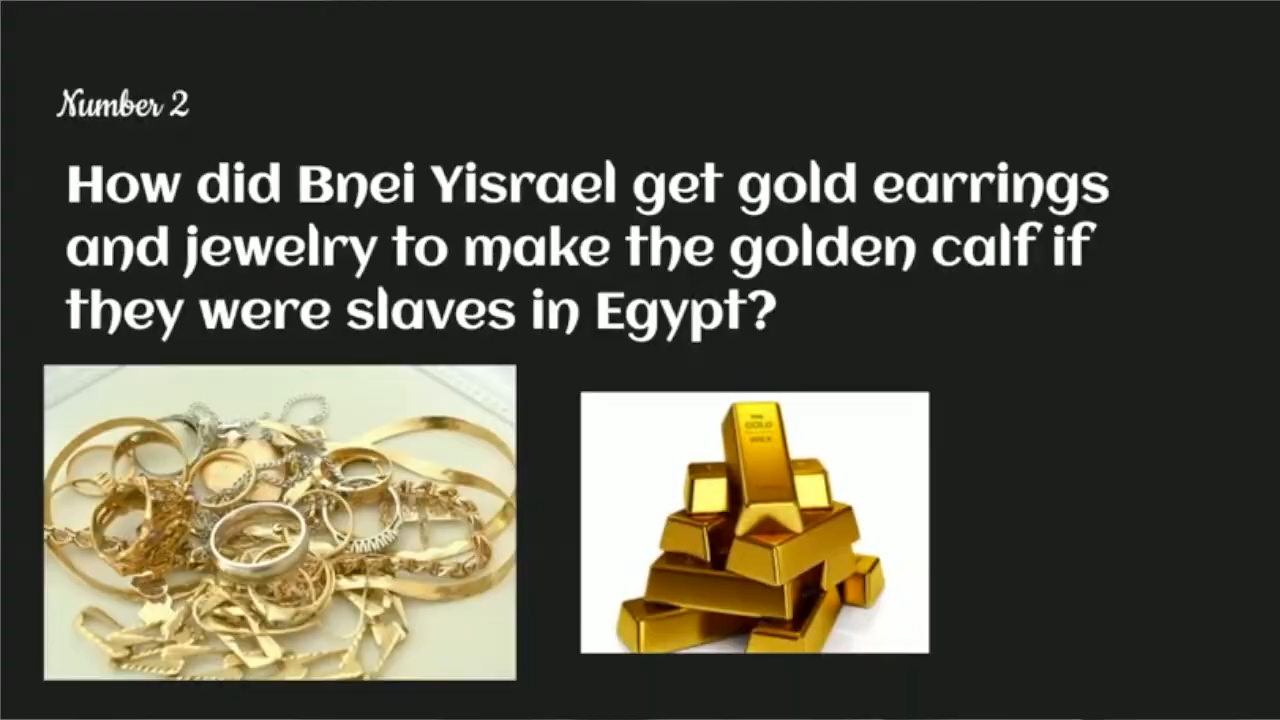 Number 2
How did Bnei Yisrael get gold earrings
and jewelry to make the golden calf if
they were slaves in Egypt?
GOLD